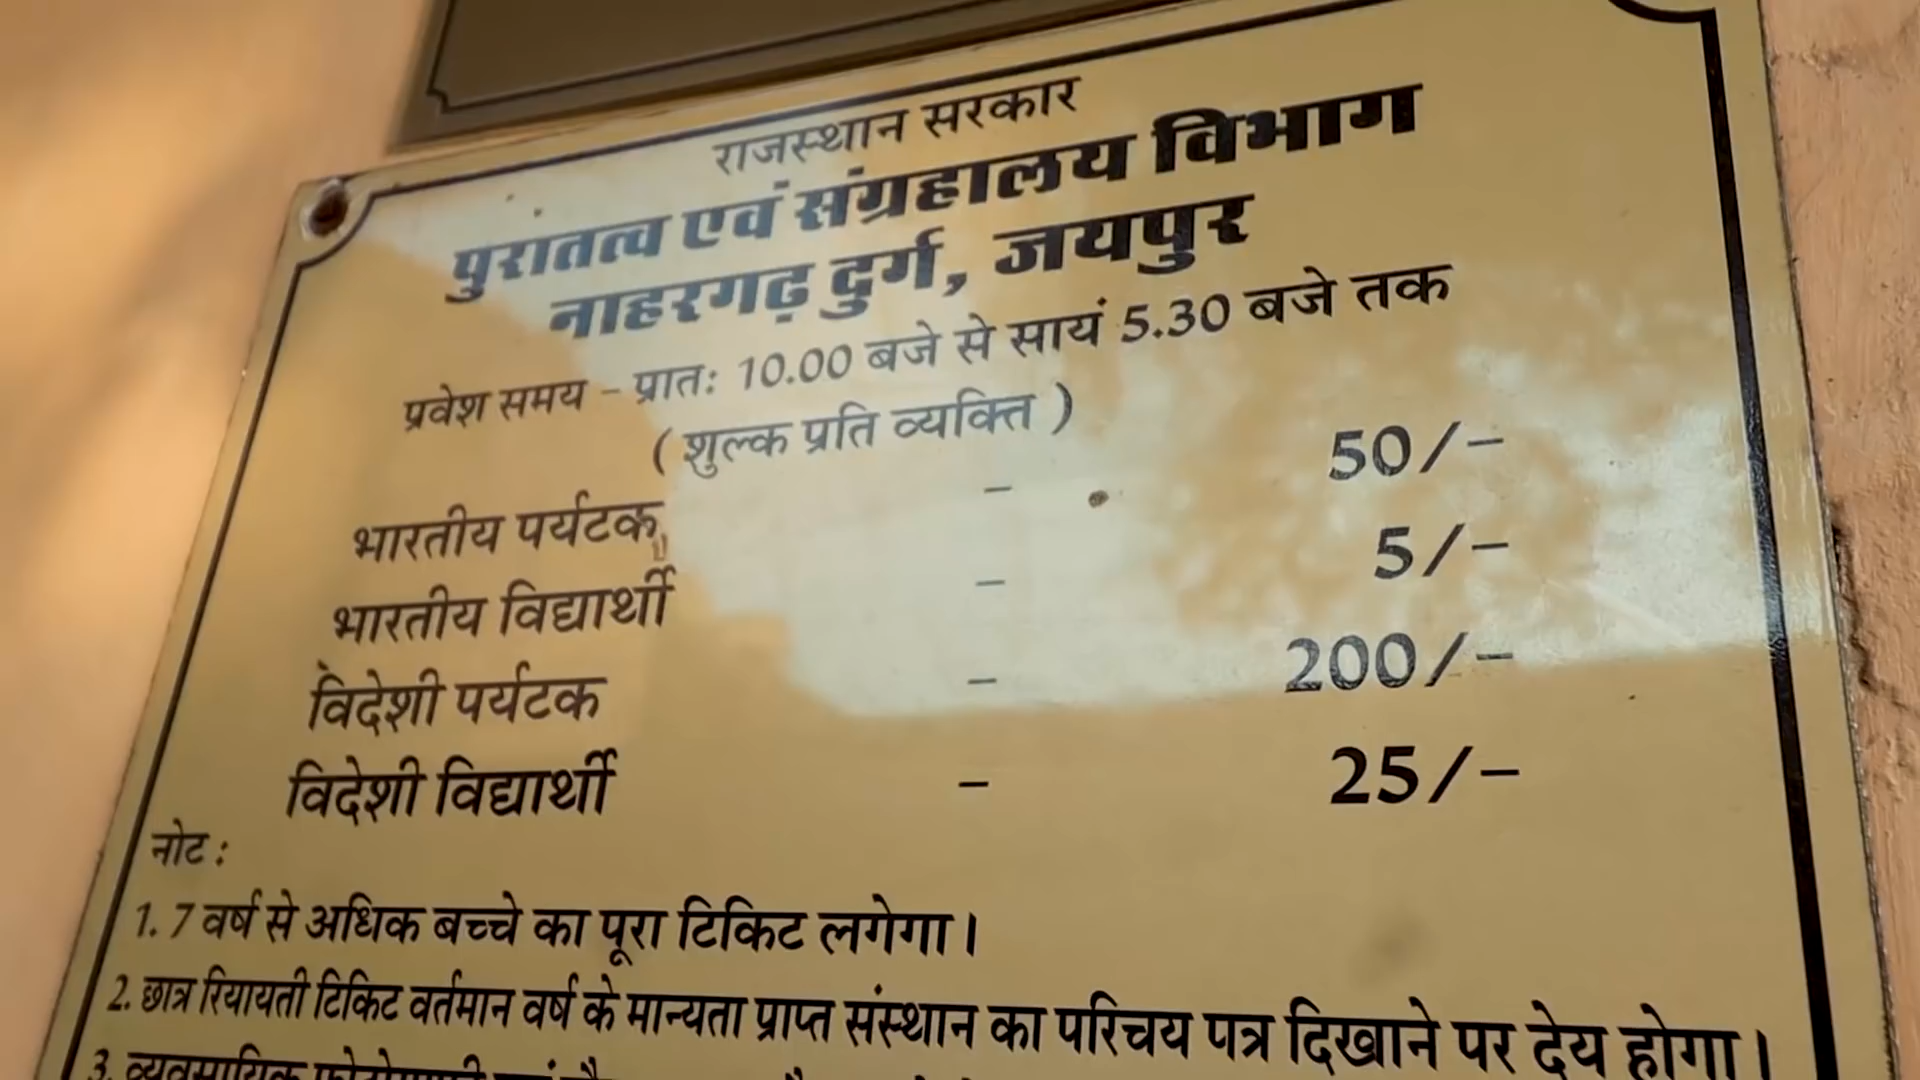 राजस्थान सरकार
पुरातत्व एवं संग्रहालय विभाग
नाहरगढ़ दुर्ग, जयपुर
प्रवेश समय – प्रातः 10.00 बजे से सायं 5.30 बजे तक
( शुल्क प्रति व्यक्ति )
भारतीय पर्यटक – 50/–
भारतीय विद्यार्थी – 5/–
विदेशी पर्यटक – 200/–
विदेशी विद्यार्थी – 25/–
नोट :
1. 7 वर्ष से अधिक बच्चे का पूरा टिकिट लगेगा।
2. छात्र रियायती टिकिट वर्तमान वर्ष के मान्यता प्राप्त संस्थान का परिचय पत्र दिखाने पर देय होगा।
3. व्यवसायिक